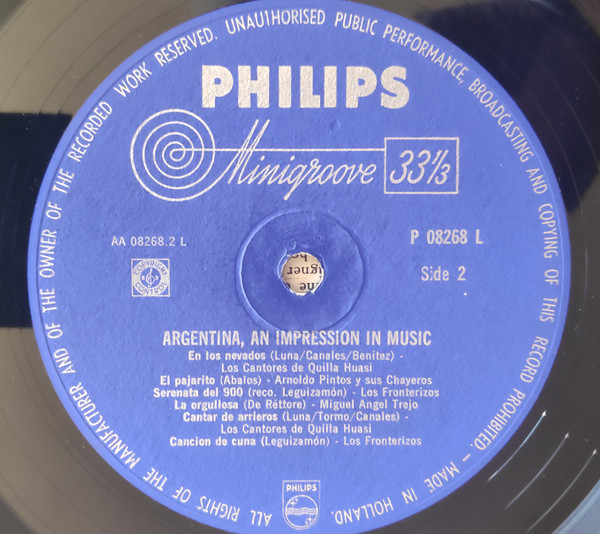 ALL RIGHTS OF THE MANUFACTURER AND OF THE OWNER OF THE RECORDED WORK RESERVED. UNAUTHORISED PUBLIC PERFORMANCE, BROADCASTING AND COPYING OF THIS RECORD PROHIBITED. – MADE IN HOLLAND.
PHILIPS
Minigroove 33⅓
AA 08268.2 L
P 08268 L
COPYRIGHT
CONTROL
Side 2
ARGENTINA, AN IMPRESSION IN MUSIC
En los nevados (Luna/Canales/Benitez) -
Los Cantores de Quilla Huasi
El pajarito (Abalos) - Arnoldo Pintos y sus Chayeros
Serenata del 900 (reco. Leguizamón) - Los Fronterizos
La orgullosa (De Réttore) - Miguel Angel Trejo
Cantar de arrieros (Luna/Tormo/Canales) -
Los Cantores de Quilla Huasi
Cancion de cuna (Leguizamón) - Los Fronterizos
PHILIPS